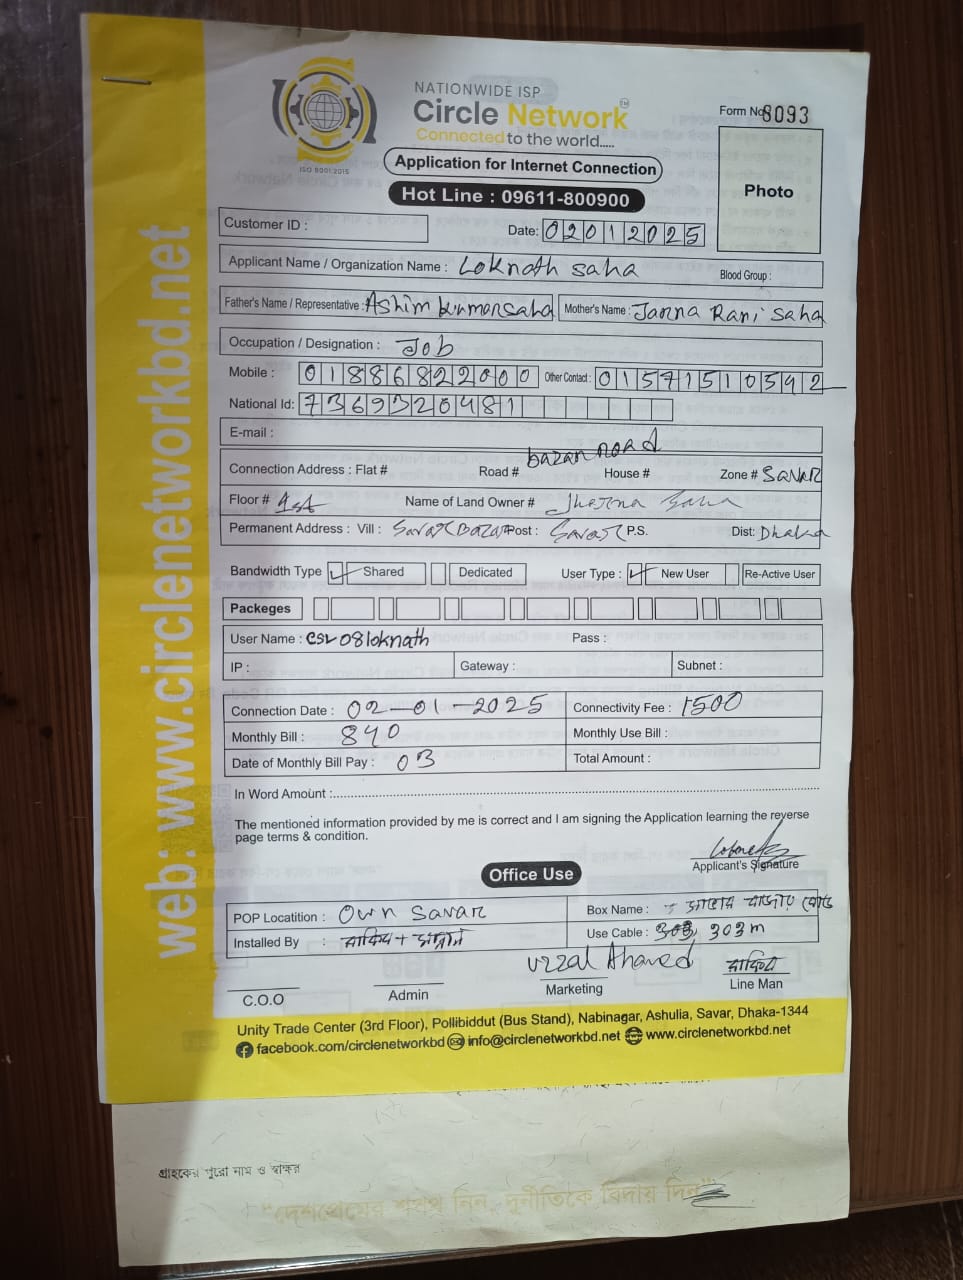 NATIONWIDE ISP
Circle Network TM
Connected to the world.....
ISO 9001:2015
Form No 8093
Application for Internet Connection
Photo
Hot Line : 09611-800900
Customer ID :
Date: 02012025
Applicant Name / Organization Name : Loknath saha Blood Group :
Father's Name / Representative : Ashim kunmorsaha Mother's Name : Jarna Rani saha
Occupation / Designation : Job
Mobile : 01886822000 Other Contact : 01571510592
National Id: 7369320481
E-mail :
Connection Address : Flat # Road # bazar road House # Zone # SAVAR
Floor # 1st Name of Land Owner # Jharna Saha
Permanent Address : Vill : Savar Bazar Post : Savar P.S. Dist: Dhaka
Bandwidth Type Shared Dedicated User Type : New User Re-Active User
Packeges
User Name : csv08loknath Pass :
IP : Gateway : Subnet :
Connection Date : 02-01-2025 Connectivity Fee : 1500
Monthly Bill : 840 Monthly Use Bill :
Date of Monthly Bill Pay : 03 Total Amount :
In Word Amount :
The mentioned information provided by me is correct and I am signing the Application learning the reverse
page terms & condition.
Applicant's Signature
Office Use
POP Locatition : Own Savar Box Name : সাভার বাজার রোড
Installed By : রাকিব + Use Cable : 303m
Uzzal Ahamed রাকিব
C.O.O Admin Marketing Line Man
Unity Trade Center (3rd Floor), Pollibiddut (Bus Stand), Nabinagar, Ashulia, Savar, Dhaka-1344
facebook.com/circlenetworkbd info@circlenetworkbd.net www.circlenetworkbd.net
web: www.circlenetworkbd.net
গ্রাহকের পুরো নাম ও স্বাক্ষর
"দেশপ্রেমের শপথ নিন, দুর্নীতিকে বিদায় দিন"